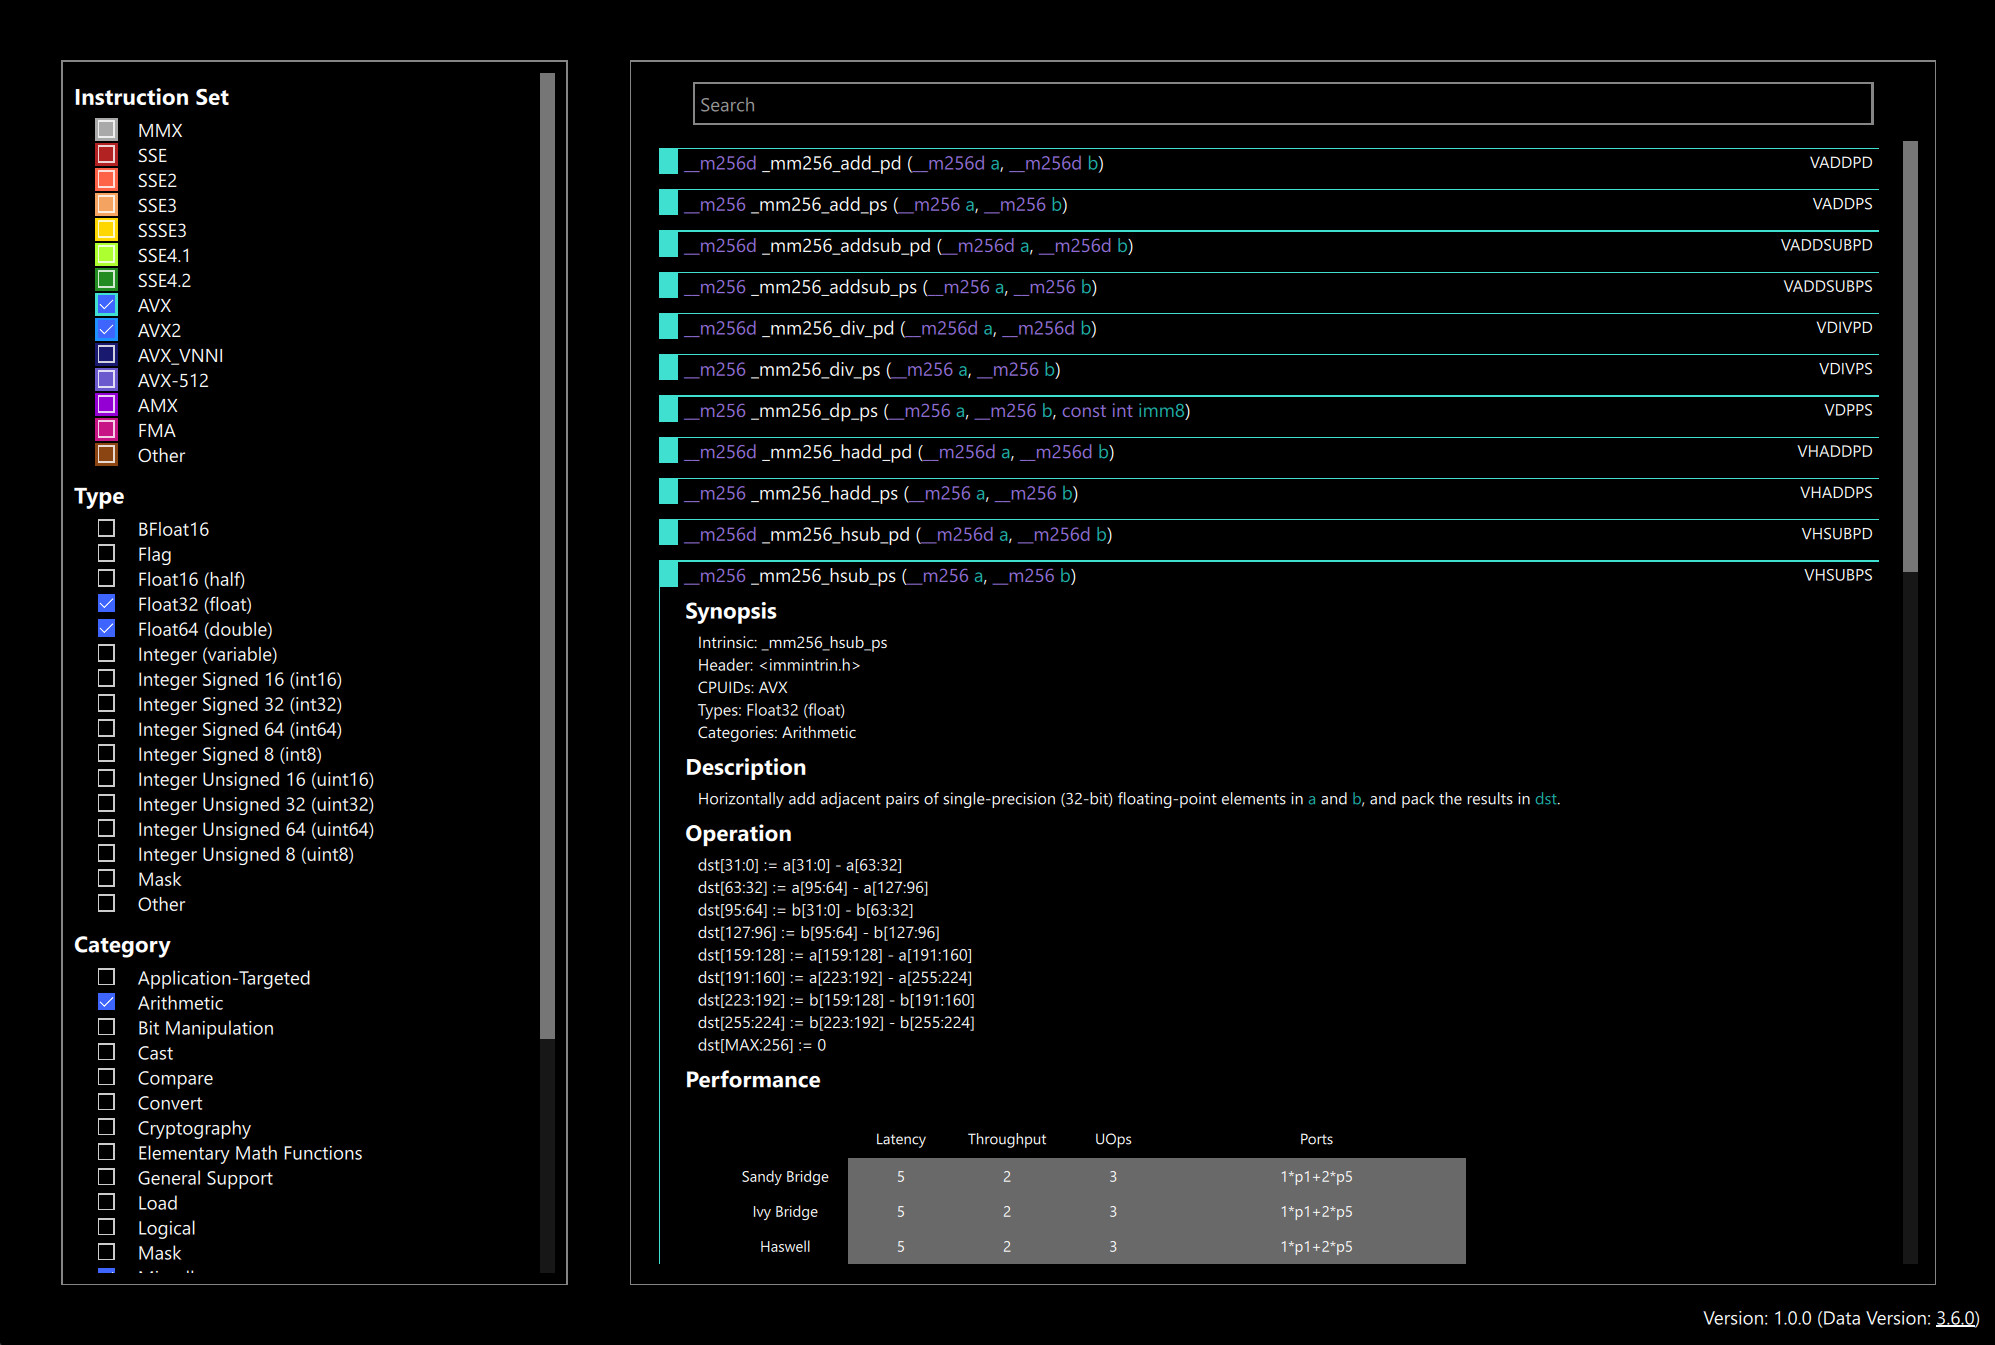 Instruction Set
MMX
SSE
SSE2
SSE3
SSSE3
SSE4.1
SSE4.2
AVX
AVX2
AVX_VNNI
AVX-512
AMX
FMA
Other
Type
BFloat16
Flag
Float16 (half)
Float32 (float)
Float64 (double)
Integer (variable)
Integer Signed 16 (int16)
Integer Signed 32 (int32)
Integer Signed 64 (int64)
Integer Signed 8 (int8)
Integer Unsigned 16 (uint16)
Integer Unsigned 32 (uint32)
Integer Unsigned 64 (uint64)
Integer Unsigned 8 (uint8)
Mask
Other
Category
Application-Targeted
Arithmetic
Bit Manipulation
Cast
Compare
Convert
Cryptography
Elementary Math Functions
General Support
Load
Logical
Mask
Search
__m256d _mm256_add_pd (__m256d a, __m256d b) VADDPD
__m256 _mm256_add_ps (__m256 a, __m256 b) VADDPS
__m256d _mm256_addsub_pd (__m256d a, __m256d b) VADDSUBPD
__m256 _mm256_addsub_ps (__m256 a, __m256 b) VADDSUBPS
__m256d _mm256_div_pd (__m256d a, __m256d b) VDIVPD
__m256 _mm256_div_ps (__m256 a, __m256 b) VDIVPS
__m256 _mm256_dp_ps (__m256 a, __m256 b, const int imm8) VDPPS
__m256d _mm256_hadd_pd (__m256d a, __m256d b) VHADDPD
__m256 _mm256_hadd_ps (__m256 a, __m256 b) VHADDPS
__m256d _mm256_hsub_pd (__m256d a, __m256d b) VHSUBPD
__m256 _mm256_hsub_ps (__m256 a, __m256 b) VHSUBPS
Synopsis
Intrinsic: _mm256_hsub_ps
Header: <immintrin.h>
CPUIDs: AVX
Types: Float32 (float)
Categories: Arithmetic
Description
Horizontally add adjacent pairs of single-precision (32-bit) floating-point elements in a and b, and pack the results in dst.
Operation
dst[31:0] := a[31:0] - a[63:32]
dst[63:32] := a[95:64] - a[127:96]
dst[95:64] := b[31:0] - b[63:32]
dst[127:96] := b[95:64] - b[127:96]
dst[159:128] := a[159:128] - a[191:160]
dst[191:160] := a[223:192] - a[255:224]
dst[223:192] := b[159:128] - b[191:160]
dst[255:224] := b[223:192] - b[255:224]
dst[MAX:256] := 0
Performance
Latency Throughput UOps Ports
Sandy Bridge 5 2 3 1*p1+2*p5
Ivy Bridge 5 2 3 1*p1+2*p5
Haswell 5 2 3 1*p1+2*p5
Version: 1.0.0 (Data Version: 3.6.0)